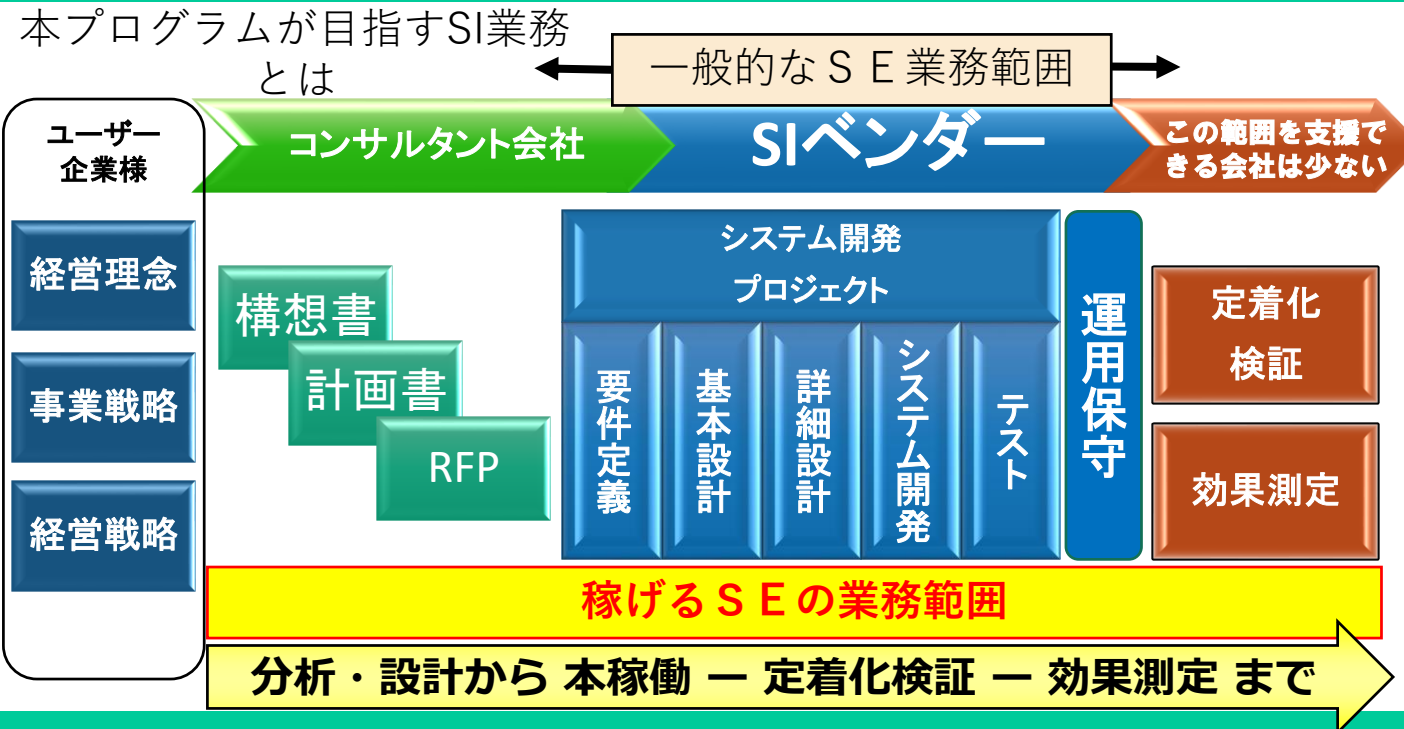 本プログラムが目指すSI業務
とは
一般的なＳＥ業務範囲
ユーザー
企業様
コンサルタント会社
SIベンダー
この範囲を支援で
きる会社は少ない
経営理念
事業戦略
経営戦略
構想書
計画書
RFP
システム開発
プロジェクト
要件定義
基本設計
詳細設計
システム開発
テスト
運用保守
定着化
検証
効果測定
稼げるＳＥの業務範囲
分析・設計から 本稼働 ー 定着化検証 ー 効果測定 まで